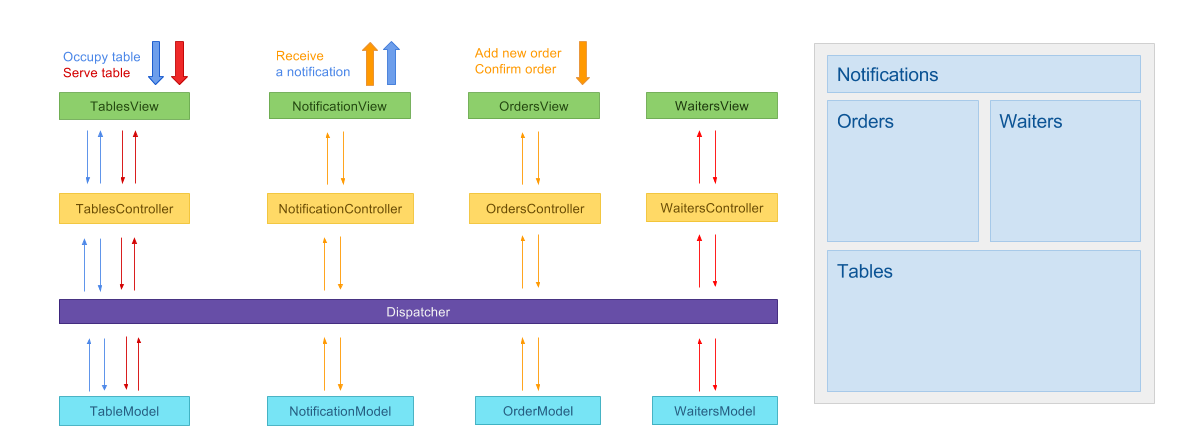 Occupy table
Serve table
Receive
a notification
Add new order
Confirm order
TablesView
NotificationView
OrdersView
WaitersView
TablesController
NotificationController
OrdersController
WaitersController
Dispatcher
TableModel
NotificationModel
OrderModel
WaitersModel
Notifications
Orders
Waiters
Tables